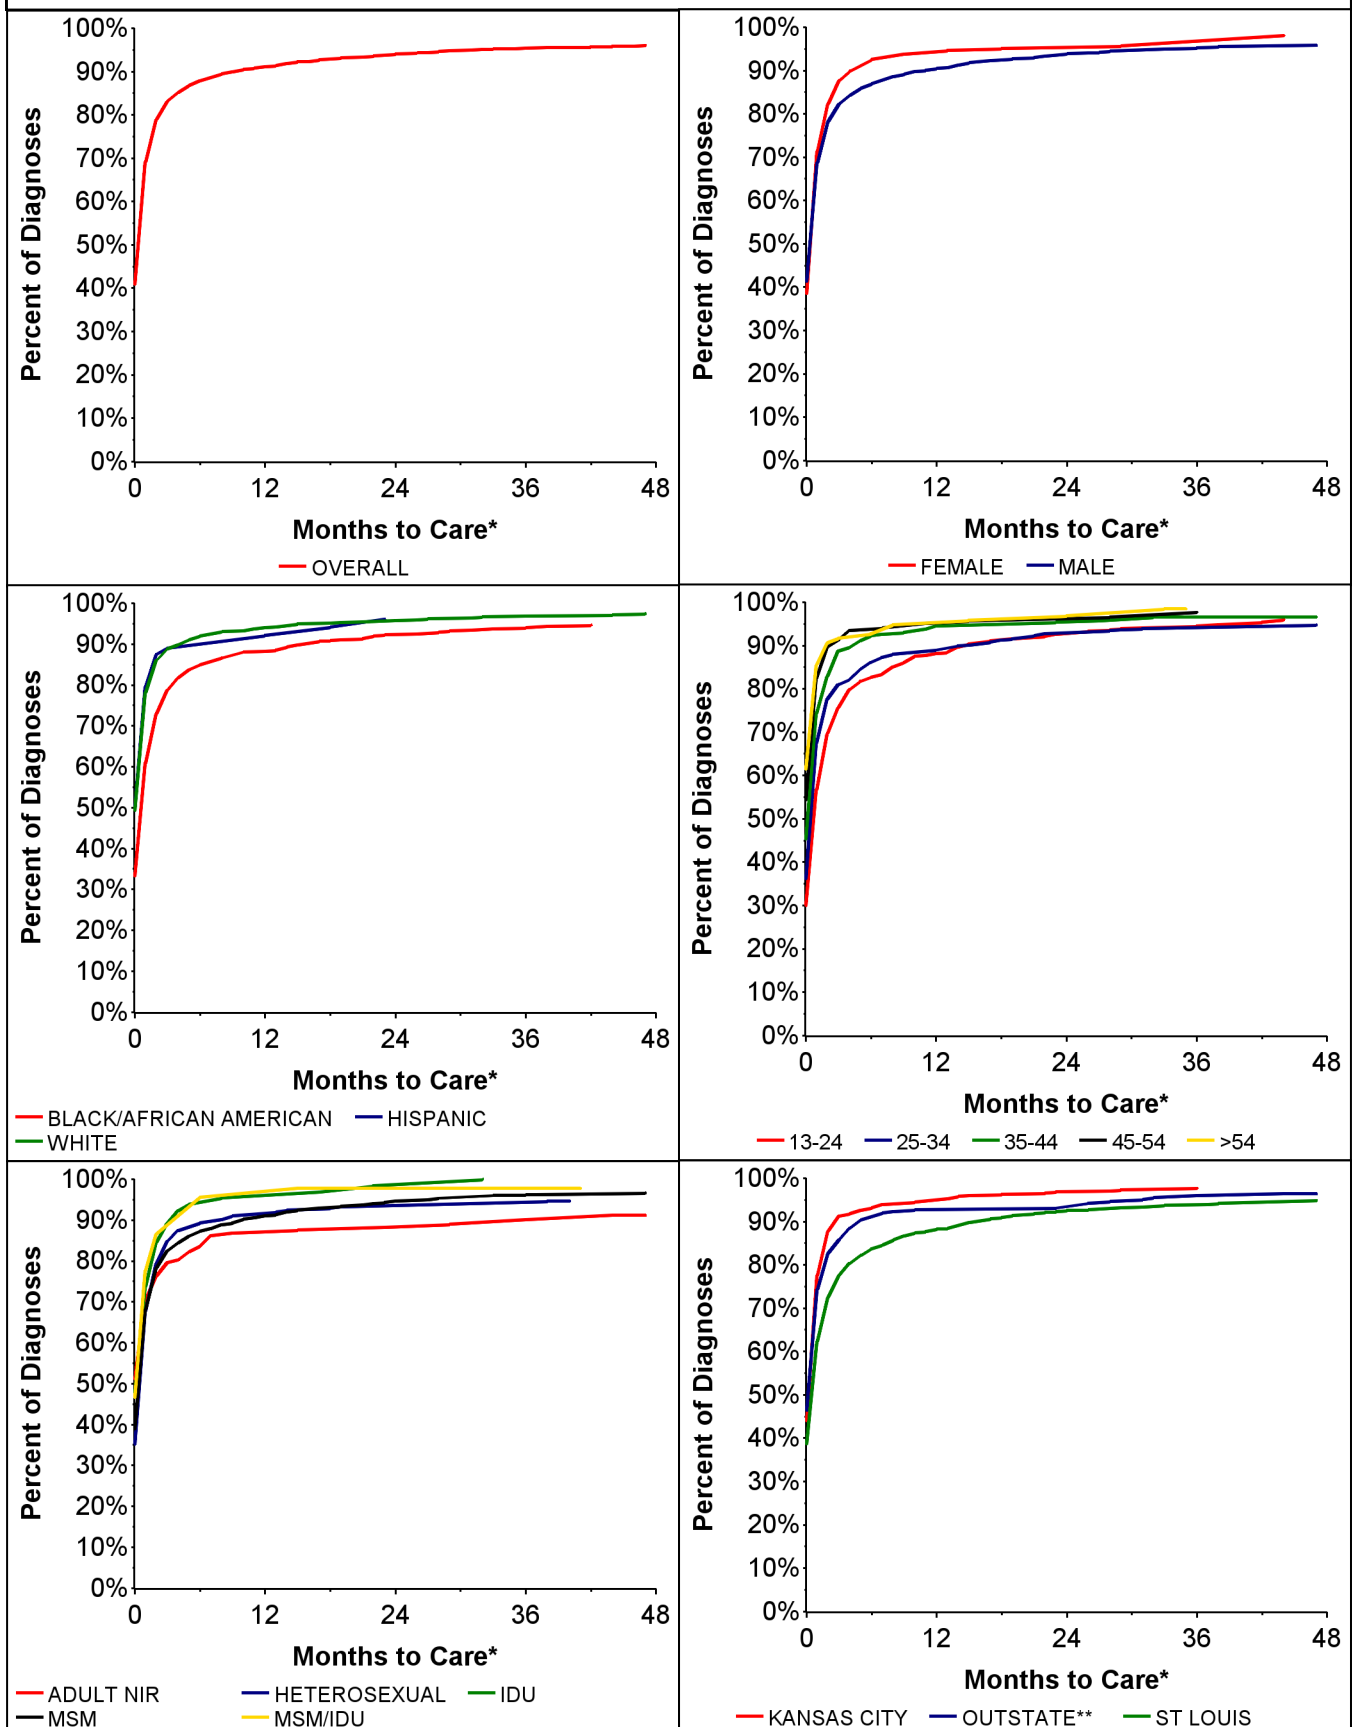 100%
90%
80%
70%
60%
50%
40%
30%
20%
10%
0%
Percent of Diagnoses
0 12 24 36 48
Months to Care*
OVERALL
100%
90%
80%
70%
60%
50%
40%
30%
20%
10%
0%
Percent of Diagnoses
0 12 24 36 48
Months to Care*
FEMALE MALE
100%
90%
80%
70%
60%
50%
40%
30%
20%
10%
0%
Percent of Diagnoses
0 12 24 36 48
Months to Care*
BLACK/AFRICAN AMERICAN HISPANIC
WHITE
100%
90%
80%
70%
60%
50%
40%
30%
20%
10%
0%
Percent of Diagnoses
0 12 24 36 48
Months to Care*
13-24 25-34 35-44 45-54 >54
100%
90%
80%
70%
60%
50%
40%
30%
20%
10%
0%
Percent of Diagnoses
0 12 24 36 48
Months to Care*
ADULT NIR HETEROSEXUAL IDU
MSM MSM/IDU
100%
90%
80%
70%
60%
50%
40%
30%
20%
10%
0%
Percent of Diagnoses
0 12 24 36 48
Months to Care*
KANSAS CITY OUTSTATE** ST LOUIS